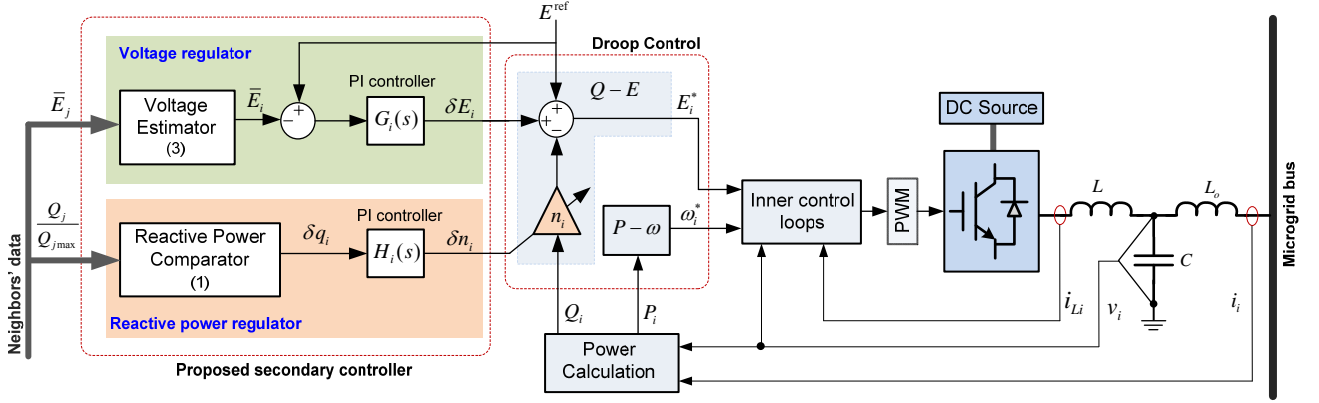 E^ref
Droop Control
Voltage regulator
PI controller
Q − E
E_i^*
DC Source
Ē_j
Voltage
Estimator
(3)
Ē_i
+
−
G_i(s)
δE_i
+
+
−
Inner control
loops
PWM
L
L_o
Microgrid bus
n_i
P − ω
ω_i^*
Q_j
Q_jmax
Reactive Power
Comparator
(1)
δq_i
PI controller
H_i(s)
δn_i
C
Reactive power regulator
Q_i
P_i
i_Li
v_i
i_i
Neighbors' data
Power
Calculation
Proposed secondary controller